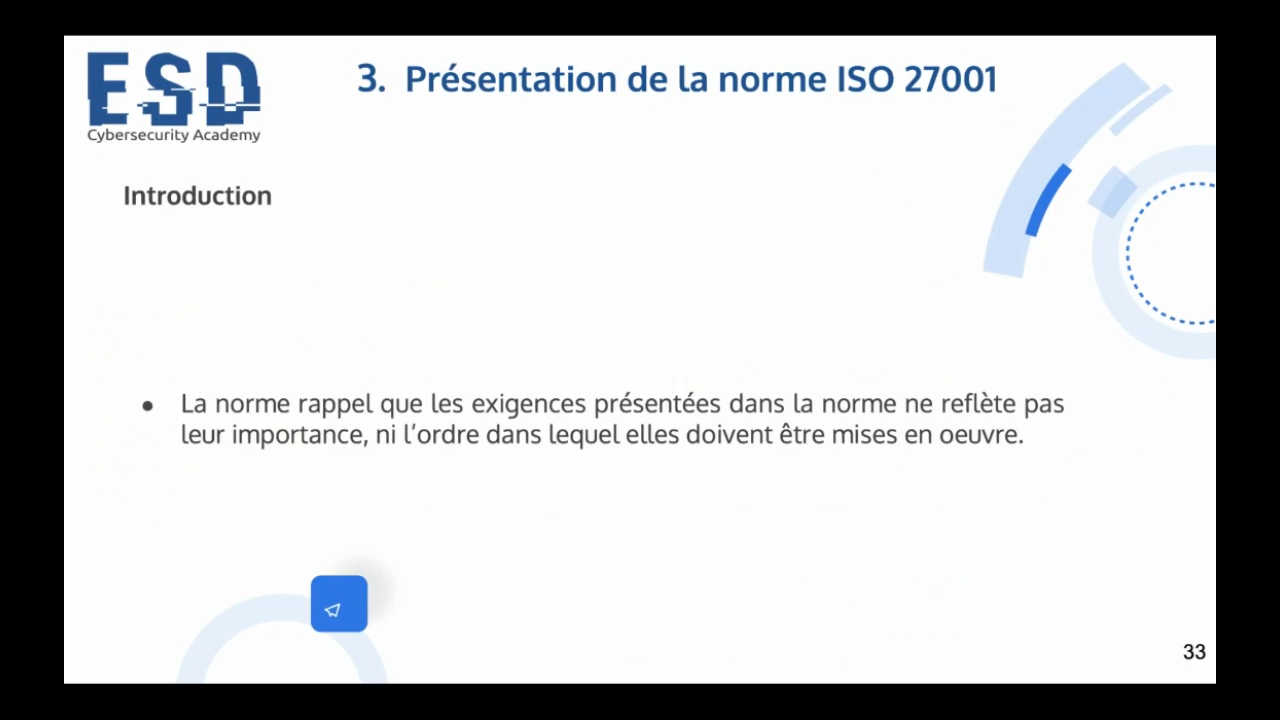 ESD
Cybersecurity Academy
3. Présentation de la norme ISO 27001
Introduction
● La norme rappel que les exigences présentées dans la norme ne reflète pas
leur importance, ni l’ordre dans lequel elles doivent être mises en oeuvre.
33